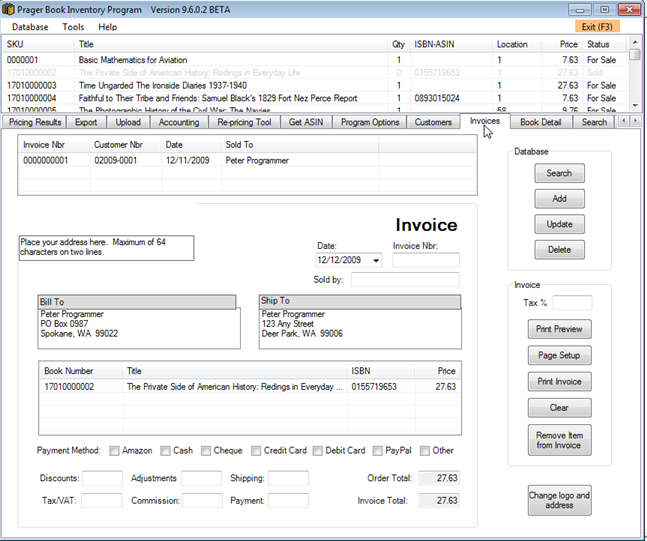 Prager Book Inventory Program Version 9.6.0.2 BETA
Database Tools Help Exit (F3)
SKU Title Qty ISBN-ASIN Location Price Status
0000001 Basic Mathematics for Aviation 1 1 7.63 For Sale
17010000002 The Private Side of American History: Redings in Everyday Life 0 0155719653 1 27.63 Sold
17010000003 Time Ungarded The Ironside Diaries 1937-1940 1 1 27.63 For Sale
17010000004 Faithful to Their Tribe and Friends: Samuel Black's 1829 Fort Nez Perce Report 1 0893015024 1 7.63 For Sale
17010000005 The Photographic History of the Civil War: The Navies 1 58 9.76 For Sale
Pricing Results Export Upload Accounting Re-pricing Tool Get ASIN Program Options Customers Invoices Book Detail Search
Invoice Nbr Customer Nbr Date Sold To
0000000001 02009-0001 12/11/2009 Peter Programmer
Database
Search
Add
Update
Delete
Invoice
Place your address here. Maximum of 64
characters on two lines.
Date: Invoice Nbr:
12/12/2009
Sold by:
Bill To
Peter Programmer
PO Box 0987
Spokane, WA 99022
Ship To
Peter Programmer
123 Any Street
Deer Park, WA 99006
Invoice
Tax %
Print Preview
Page Setup
Print Invoice
Clear
Remove Item
from Invoice
Book Number Title ISBN Price
17010000002 The Private Side of American History: Redings in Everyday ... 0155719653 27.63
Payment Method: Amazon Cash Cheque Credit Card Debit Card PayPal Other
Discounts: Adjustments Shipping: Order Total: 27.63
Tax/VAT: Commission: Payment: Invoice Total: 27.63
Change logo and
address